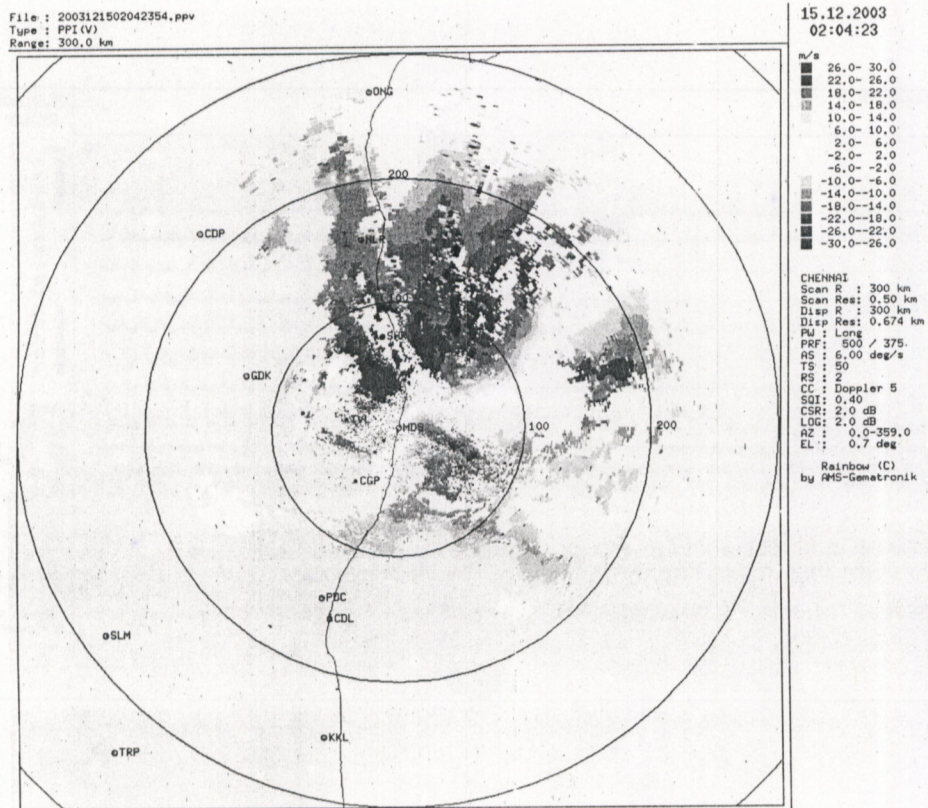 File : 2003121502042354.ppv
Type : PPI(V)
Range: 300.0 km
15.12.2003
02:04:23
m/s
26.0- 30.0
22.0- 26.0
18.0- 22.0
14.0- 18.0
10.0- 14.0
6.0- 10.0
2.0- 6.0
-2.0- 2.0
-6.0- -2.0
-10.0- -6.0
-14.0--10.0
-18.0--14.0
-22.0--18.0
-26.0--22.0
-30.0--26.0
CHENNAI
Scan R : 300 km
Scan Res: 0.50 km
Disp R : 300 km
Disp Res: 0.674 km
PW : Long
PRF: 500 / 375
AS : 6.00 deg/s
TS : 50
RS : 2
CC : Doppler 5
SQI: 0.40
CSR: 2.0 dB
LOG: 2.0 dB
AZ : 0.0-359.0
EL : 0.7 deg
Rainbow (C)
by AMS-Gematronik
ONG
200
CDP
NLR
100
GDK
MDS
100
200
CGP
PDC
CDL
SLM
KKL
TRP